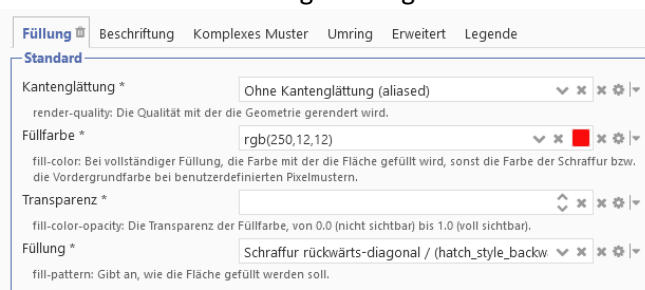 Füllung Beschriftung Komplexes Muster Umring Erweitert Legende
Standard
Kantenglättung * Ohne Kantenglättung (aliased)
render-quality: Die Qualität mit der die Geometrie gerendert wird.
Füllfarbe * rgb(250,12,12)
fill-color: Bei vollständiger Füllung, die Farbe mit der die Fläche gefüllt wird, sonst die Farbe der Schraffur bzw.
die Vordergrundfarbe bei benutzerdefinierten Pixelmustern.
Transparenz *
fill-color-opacity: Die Transparenz der Füllfarbe, von 0.0 (nicht sichtbar) bis 1.0 (voll sichtbar).
Füllung * Schraffur rückwärts-diagonal / (hatch_style_backw
fill-pattern: Gibt an, wie die Fläche gefüllt werden soll.